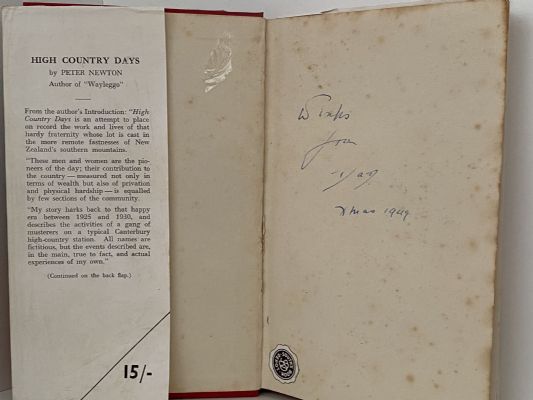 HIGH COUNTRY DAYS
by PETER NEWTON
Author of "Wayleggo"
From the author's Introduction: "High
Country Days is an attempt to place
on record the work and lives of that
hardy fraternity whose lot is cast in
the more remote fastnesses of New
Zealand's southern mountains.
"These men and women are the pio-
neers of the day; their contribution to
the country — measured not only in
terms of wealth but also of privation
and physical hardship — is equalled
by few sections of the community.
"My story harks back to that happy
era between 1925 and 1930, and
describes the activities of a gang of
musterers on a typical Canterbury
high-country station. All names are
fictitious, but the events described are,
in the main, true to fact, and actual
experiences of my own."
(Continued on the back flap.)
15/-
from
Xmas 1949